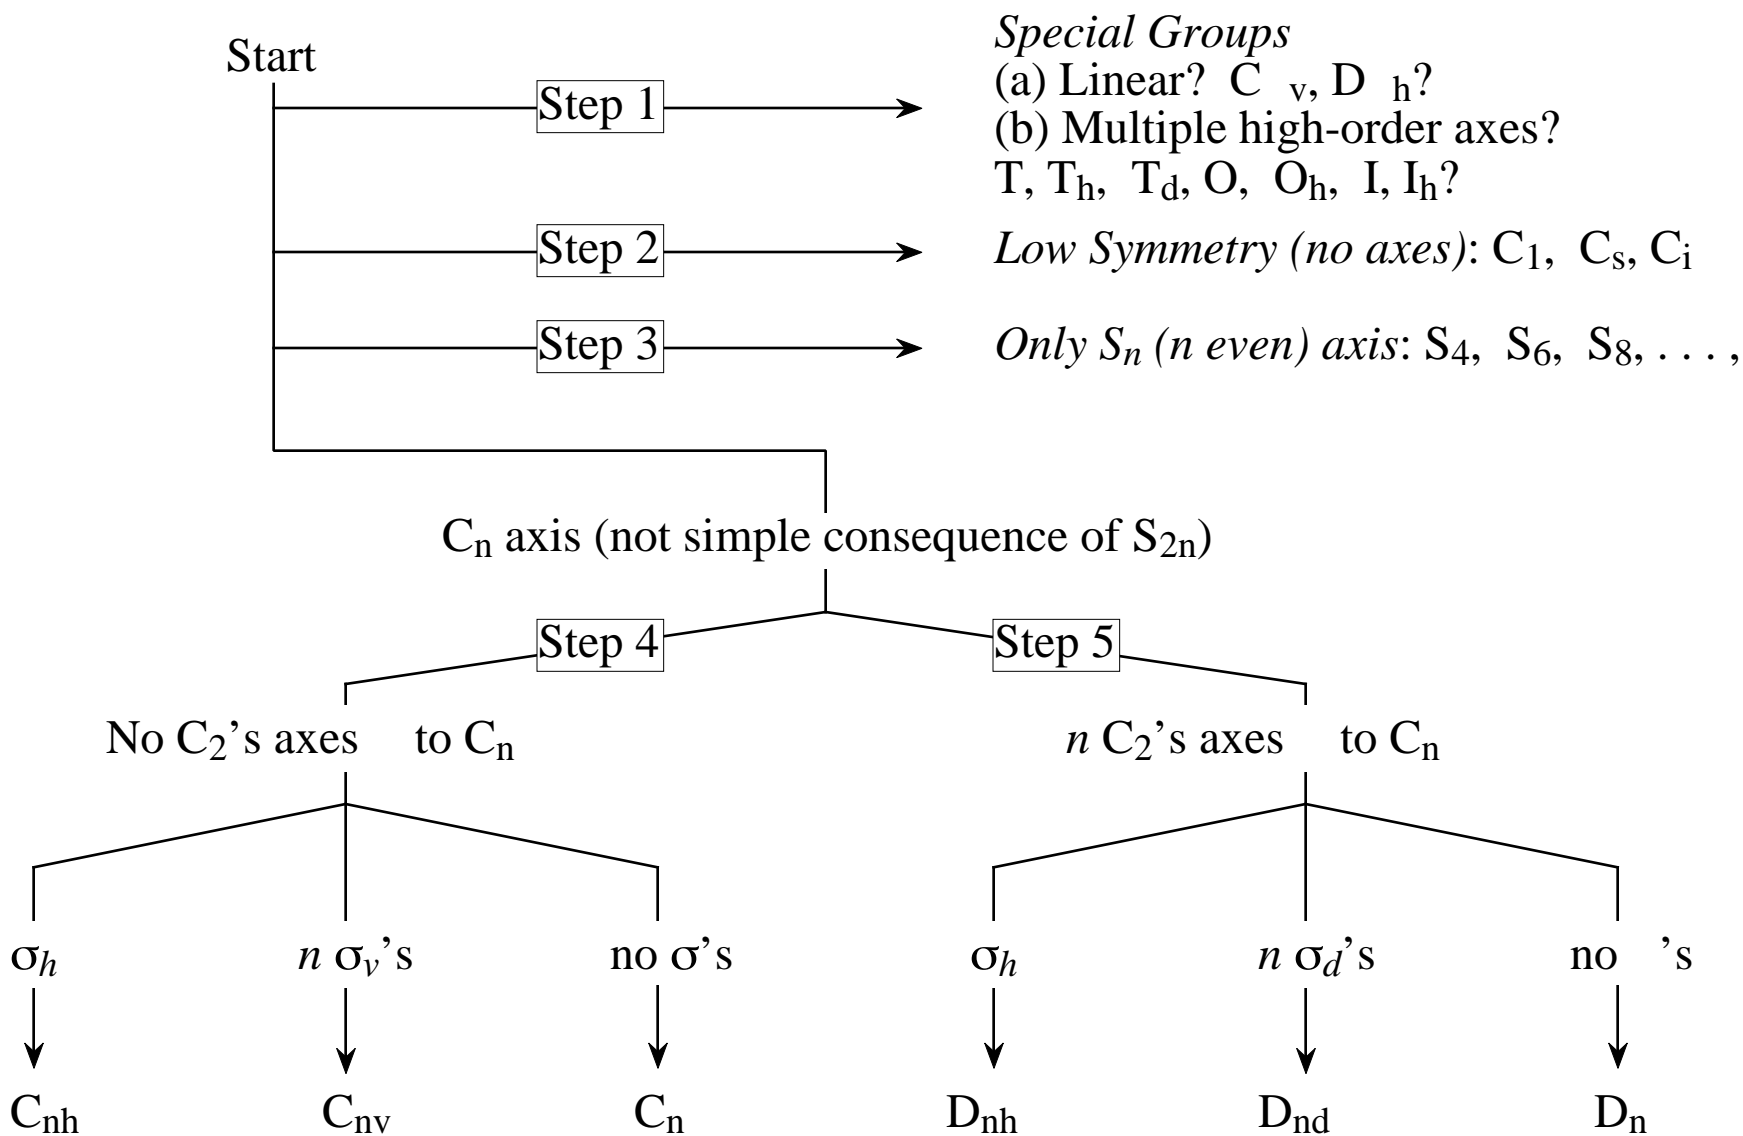 Start
Special Groups
Step 1
(a) Linear? C v, D h?
(b) Multiple high-order axes?
T, Th, Td, O, Oh, I, Ih?
Step 2
Low Symmetry (no axes): C1, Cs, Ci
Step 3
Only Sn (n even) axis: S4, S6, S8, . . . ,
Cn axis (not simple consequence of S2n)
Step 4
Step 5
No C2’s axes to Cn
n C2’s axes to Cn
σh
n σv’s
no σ’s
σh
n σd’s
no ’s
Cnh
Cnv
Cn
Dnh
Dnd
Dn